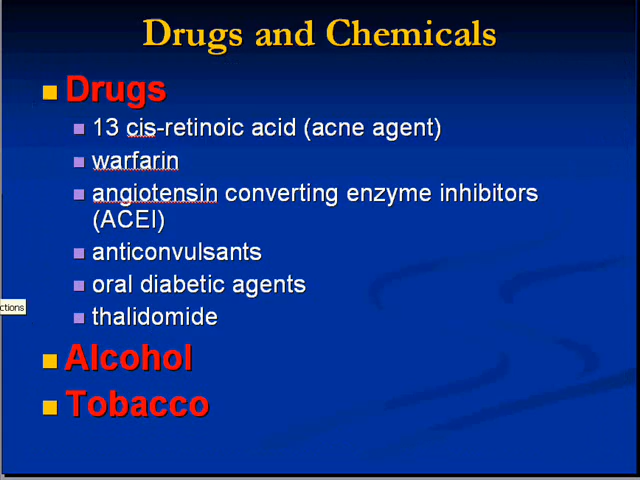 Drugs and Chemicals
Drugs
13 cis-retinoic acid (acne agent)
warfarin
angiotensin converting enzyme inhibitors
(ACEI)
anticonvulsants
oral diabetic agents
ctions
thalidomide
Alcohol
Tobacco